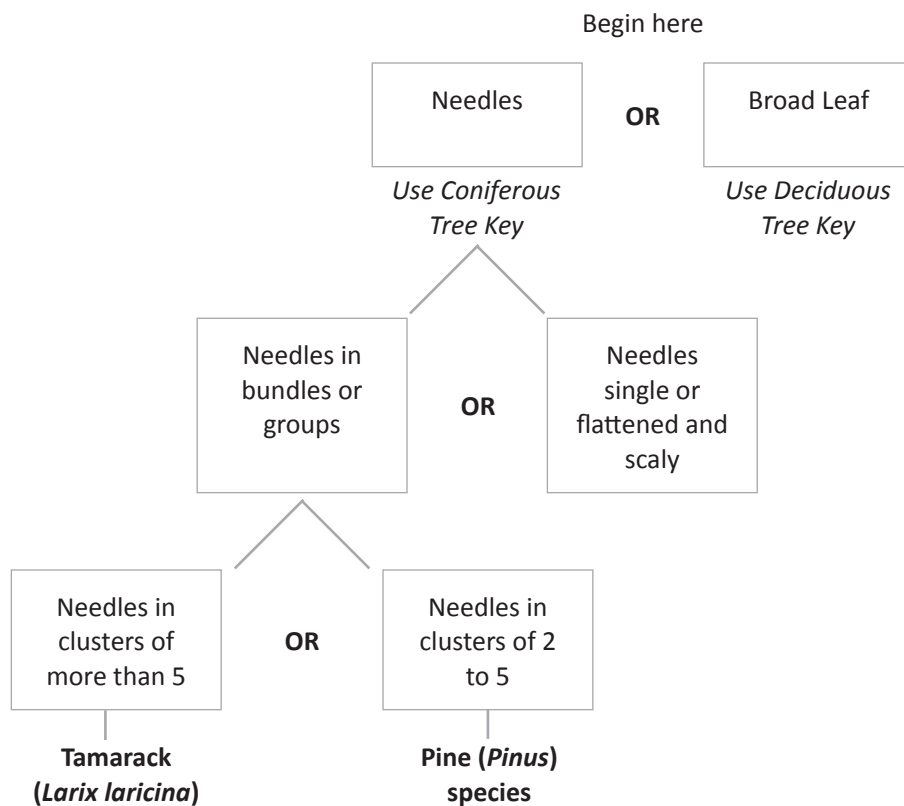 Begin here
Needles
OR
Broad Leaf
Use Coniferous
Tree Key
Use Deciduous
Tree Key
Needles in
bundles or
groups
OR
Needles
single or
flattened and
scaly
Needles in
clusters of
more than 5
OR
Needles in
clusters of 2
to 5
Tamarack
(Larix laricina)
Pine (Pinus)
species